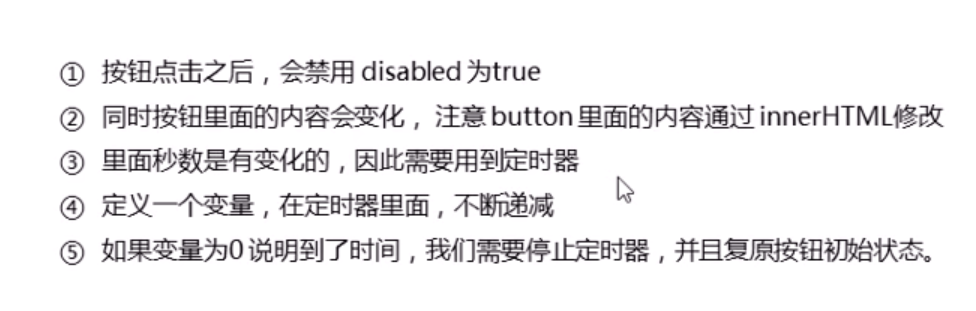 ① 按钮点击之后，会禁用 disabled 为true
② 同时按钮里面的内容会变化， 注意 button 里面的内容通过 innerHTML修改
③ 里面秒数是有变化的，因此需要用到定时器
④ 定义一个变量，在定时器里面，不断递减
⑤ 如果变量为0 说明到了时间，我们需要停止定时器，并且复原按钮初始状态。